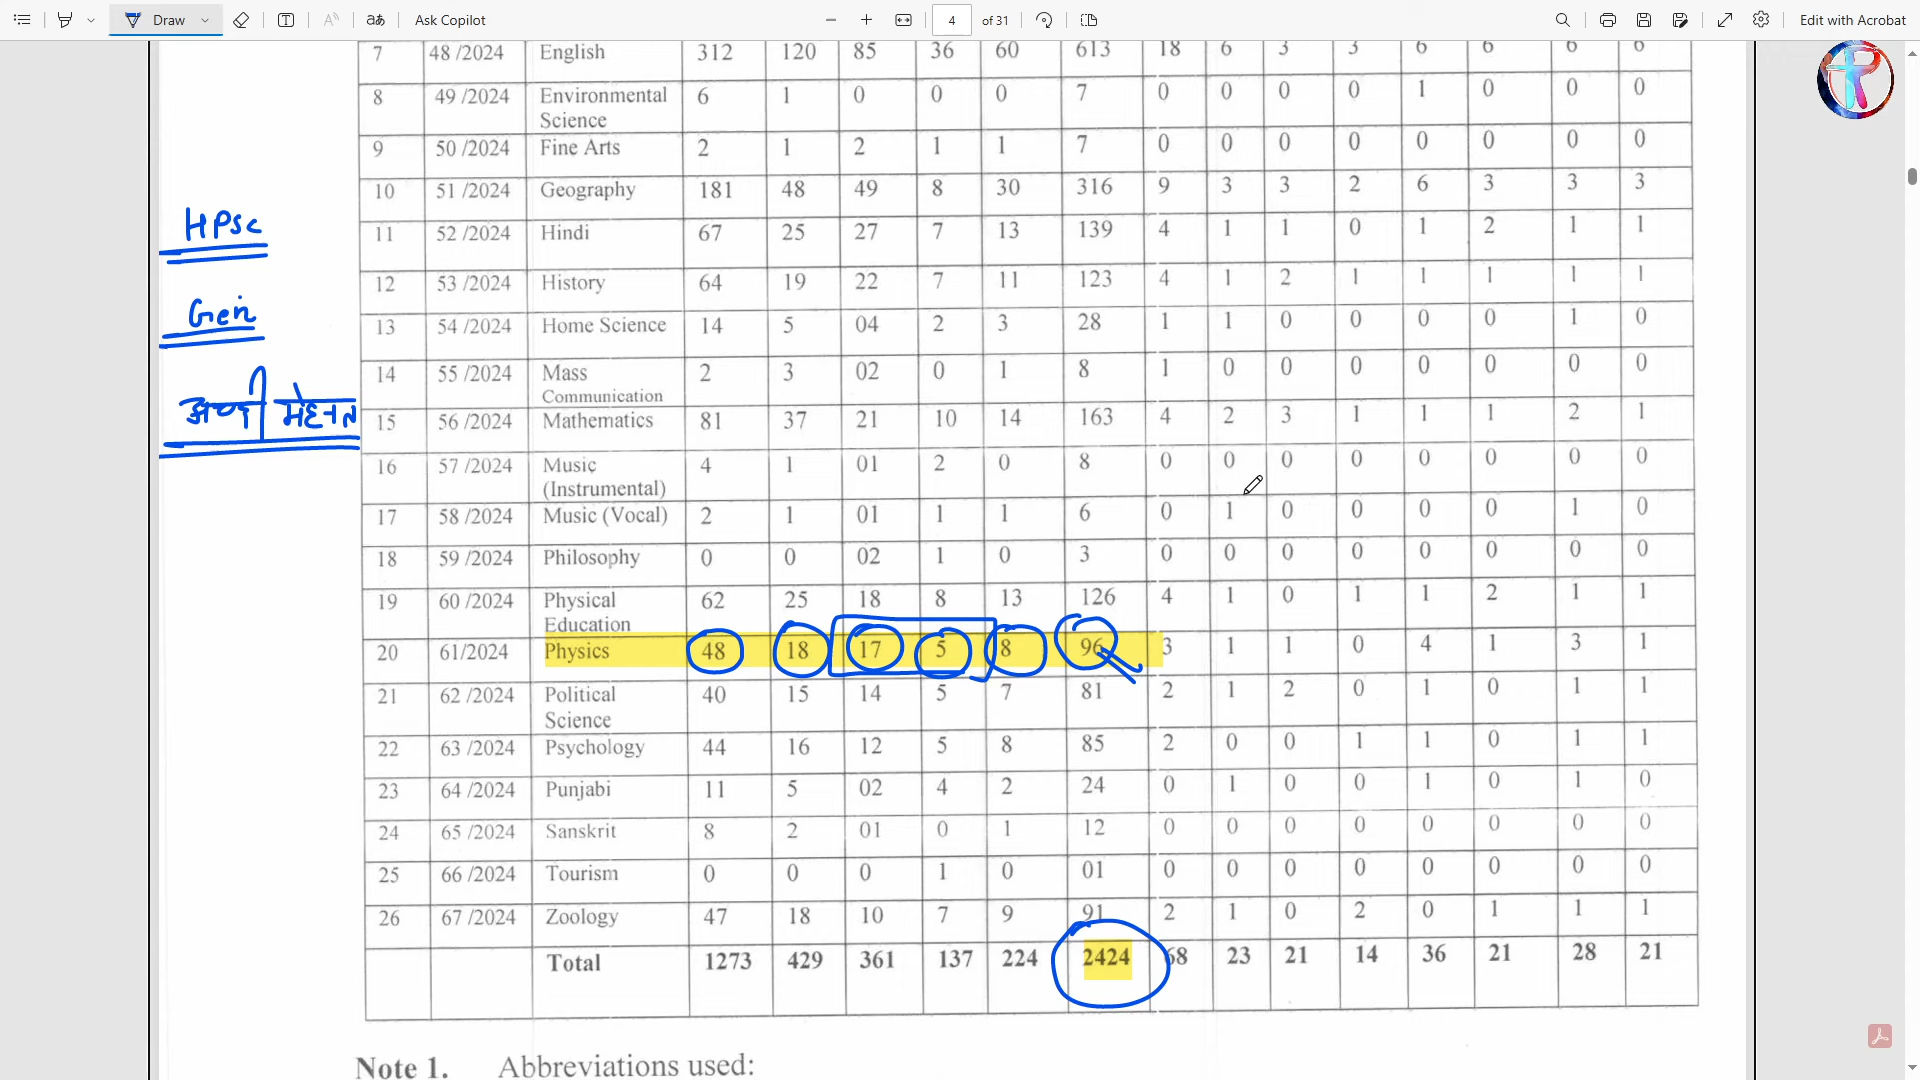 Draw
Ask Copilot
4 of 31
Edit with Acrobat
7 48 /2024 English 312 120 85 36 60 613 18 6 3 3 6 6 6 6
8 49 /2024 Environmental Science 6 1 0 0 0 7 0 0 0 0 1 0 0 0
9 50 /2024 Fine Arts 2 1 2 1 1 7 0 0 0 0 0 0 0 0
10 51 /2024 Geography 181 48 49 8 30 316 9 3 3 2 6 3 3 3
11 52 /2024 Hindi 67 25 27 7 13 139 4 1 1 0 1 2 1 1
12 53 /2024 History 64 19 22 7 11 123 4 1 2 1 1 1 1 1
13 54 /2024 Home Science 14 5 04 2 3 28 1 1 0 0 0 0 1 0
14 55 /2024 Mass Communication 2 3 02 0 1 8 1 0 0 0 0 0 0 0
15 56 /2024 Mathematics 81 37 21 10 14 163 4 2 3 1 1 1 2 1
16 57 /2024 Music (Instrumental) 4 1 01 2 0 8 0 0 0 0 0 0 0 0
17 58 /2024 Music (Vocal) 2 1 01 1 1 6 0 1 0 0 0 0 1 0
18 59 /2024 Philosophy 0 0 02 1 0 3 0 0 0 0 0 0 0 0
19 60 /2024 Physical Education 62 25 18 8 13 126 4 1 0 1 1 2 1 1
20 61/2024 Physics 48 18 17 5 8 96 3 1 1 0 4 1 3 1
21 62 /2024 Political Science 40 15 14 5 7 81 2 1 2 0 1 0 1 1
22 63 /2024 Psychology 44 16 12 5 8 85 2 0 0 1 1 0 1 1
23 64 /2024 Punjabi 11 5 02 4 2 24 0 1 0 0 1 0 1 0
24 65 /2024 Sanskrit 8 2 01 0 1 12 0 0 0 0 0 0 0 0
25 66 /2024 Tourism 0 0 0 1 0 01 0 0 0 0 0 0 0 0
26 67 /2024 Zoology 47 18 10 7 9 91 2 1 0 2 0 1 1 1
Total 1273 429 361 137 224 2424 68 23 21 14 36 21 28 21
Note 1. Abbreviations used:
HPSC
Gen